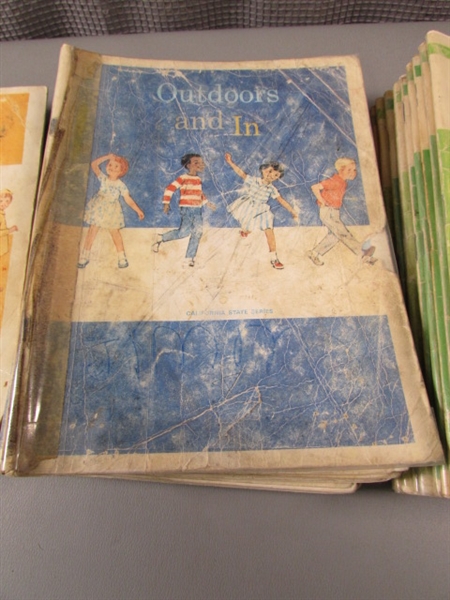 Outdoors
and In
CALIFORNIA STATE SERIES